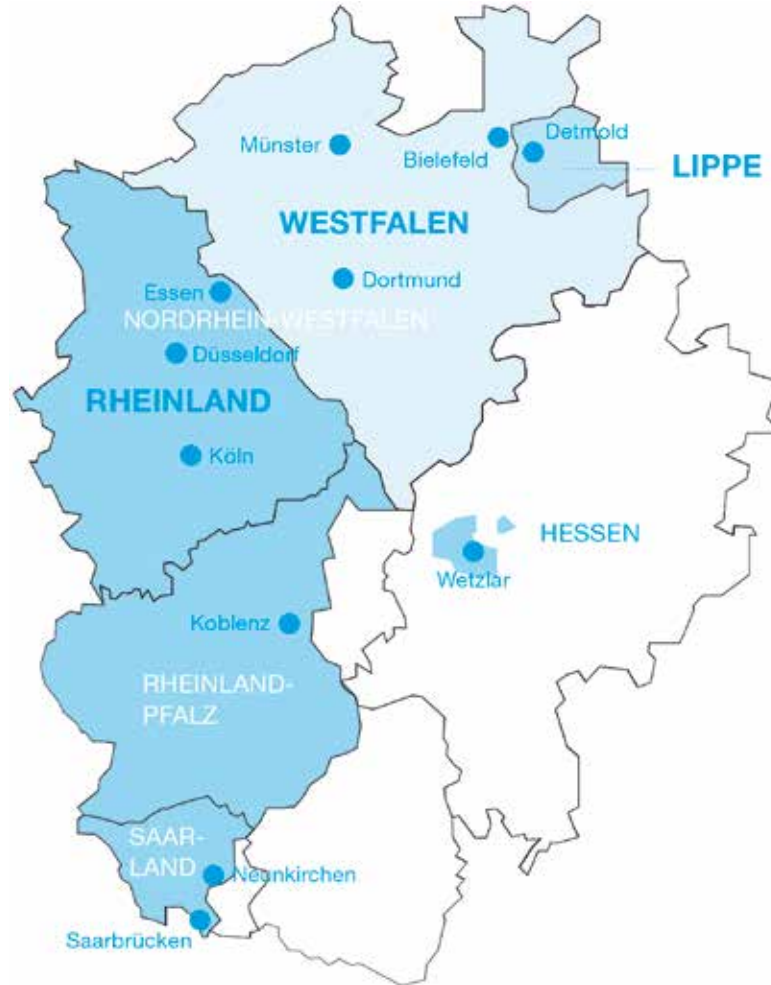 Münster
Bielefeld
Detmold
LIPPE
WESTFALEN
Dortmund
Essen
NORDRHEIN-WESTFALEN
Düsseldorf
RHEINLAND
Köln
HESSEN
Wetzlar
Koblenz
RHEINLAND-
PFALZ
SAAR-
LAND
Neunkirchen
Saarbrücken